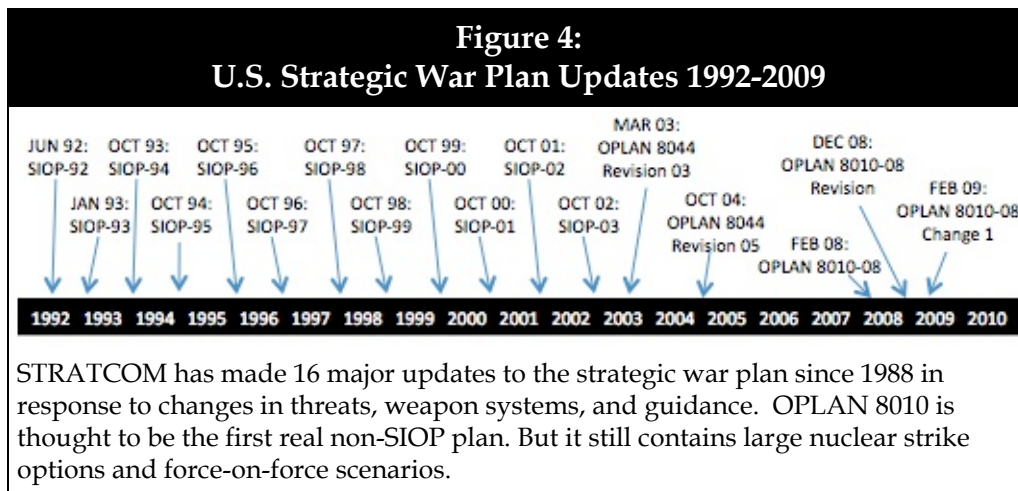 Figure 4:
U.S. Strategic War Plan Updates 1992-2009
JUN 92:
SIOP-92
JAN 93:
SIOP-93
OCT 93:
SIOP-94
OCT 94:
SIOP-95
OCT 95:
SIOP-96
OCT 96:
SIOP-97
OCT 97:
SIOP-98
OCT 98:
SIOP-99
OCT 99:
SIOP-00
OCT 00:
SIOP-01
OCT 01:
SIOP-02
OCT 02:
SIOP-03
MAR 03:
OPLAN 8044
Revision 03
OCT 04:
OPLAN 8044
Revision 05
FEB 08:
OPLAN 8010-08
DEC 08:
OPLAN 8010-08
Revision
FEB 09:
OPLAN 8010-08
Change 1
1992 1993 1994 1995 1996 1997 1998 1999 2000 2001 2002 2003 2004 2005 2006 2007 2008 2009 2010
STRATCOM has made 16 major updates to the strategic war plan since 1988 in
response to changes in threats, weapon systems, and guidance. OPLAN 8010 is
thought to be the first real non-SIOP plan. But it still contains large nuclear strike
options and force-on-force scenarios.